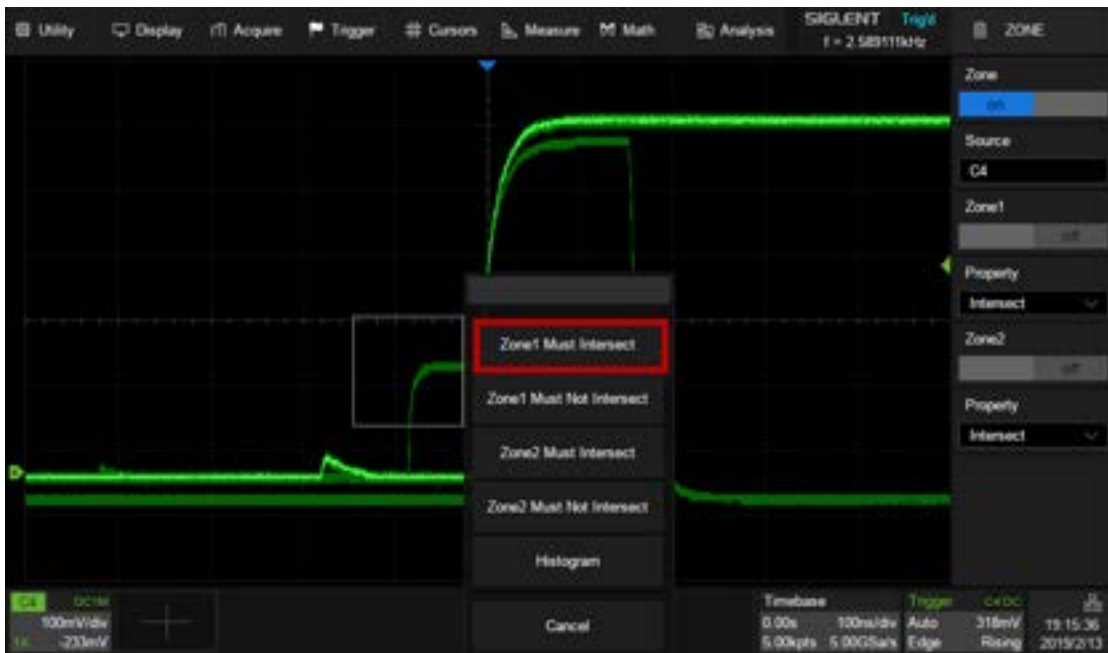 Utility Display Acquire Trigger Cursors Measure Math Analysis
SIGLENT Trig'd
f = 2.589111kHz
ZONE
Zone
on
Source
C4
Zone1
off
Property
Intersect
Zone2
off
Property
Intersect
Zone1 Must Intersect
Zone1 Must Not Intersect
Zone2 Must Intersect
Zone2 Must Not Intersect
Histogram
Cancel
D
C4 DC1M
100mV/div
1X -233mV
Timebase
0.00s 100ns/div
5.00kpts 5.00GSa/s
Trigger C4 DC
Auto 318mV
Edge Rising
19:15:36
2019/2/13